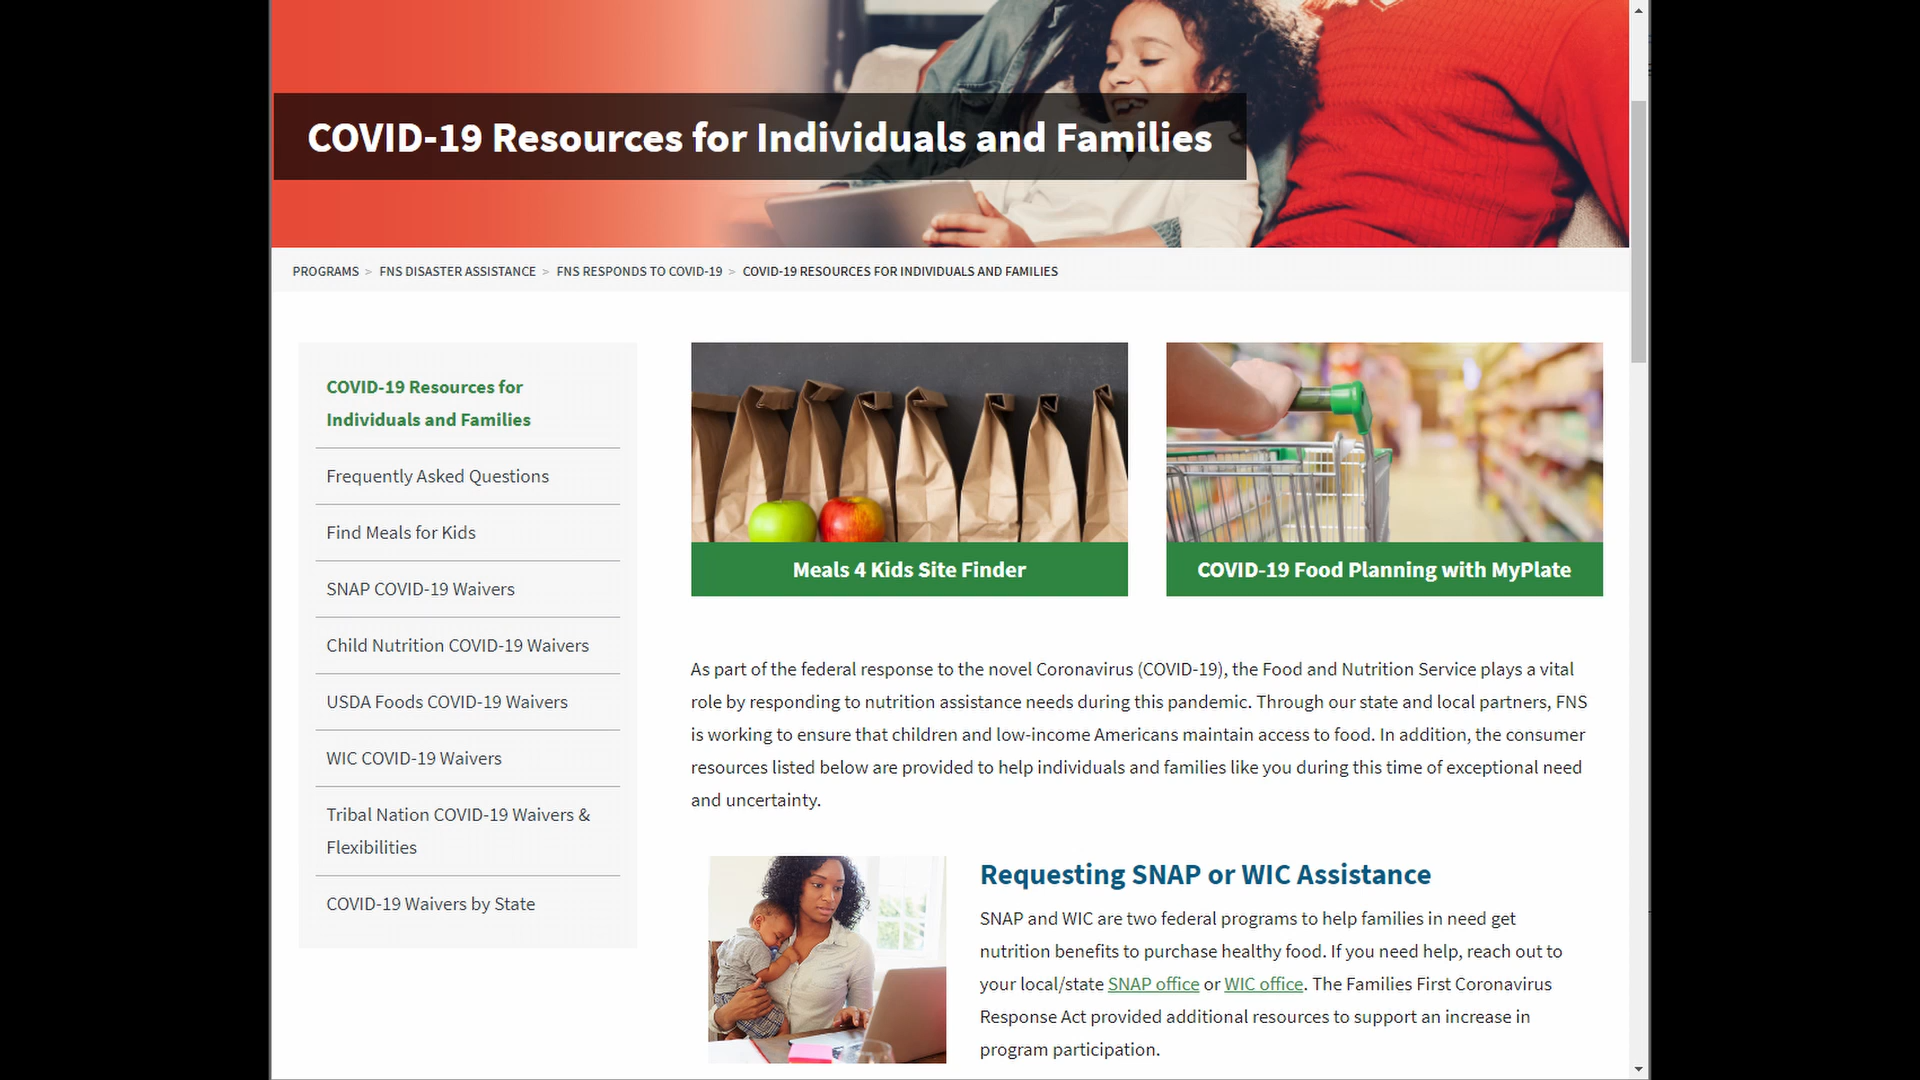 COVID-19 Resources for Individuals and Families
PROGRAMS > FNS DISASTER ASSISTANCE > FNS RESPONDS TO COVID-19 > COVID-19 RESOURCES FOR INDIVIDUALS AND FAMILIES
COVID-19 Resources for
Individuals and Families
Frequently Asked Questions
Find Meals for Kids
SNAP COVID-19 Waivers
Child Nutrition COVID-19 Waivers
USDA Foods COVID-19 Waivers
WIC COVID-19 Waivers
Tribal Nation COVID-19 Waivers &
Flexibilities
COVID-19 Waivers by State
Meals 4 Kids Site Finder
COVID-19 Food Planning with MyPlate
As part of the federal response to the novel Coronavirus (COVID-19), the Food and Nutrition Service plays a vital
role by responding to nutrition assistance needs during this pandemic. Through our state and local partners, FNS
is working to ensure that children and low-income Americans maintain access to food. In addition, the consumer
resources listed below are provided to help individuals and families like you during this time of exceptional need
and uncertainty.
Requesting SNAP or WIC Assistance
SNAP and WIC are two federal programs to help families in need get
nutrition benefits to purchase healthy food. If you need help, reach out to
your local/state SNAP office or WIC office. The Families First Coronavirus
Response Act provided additional resources to support an increase in
program participation.